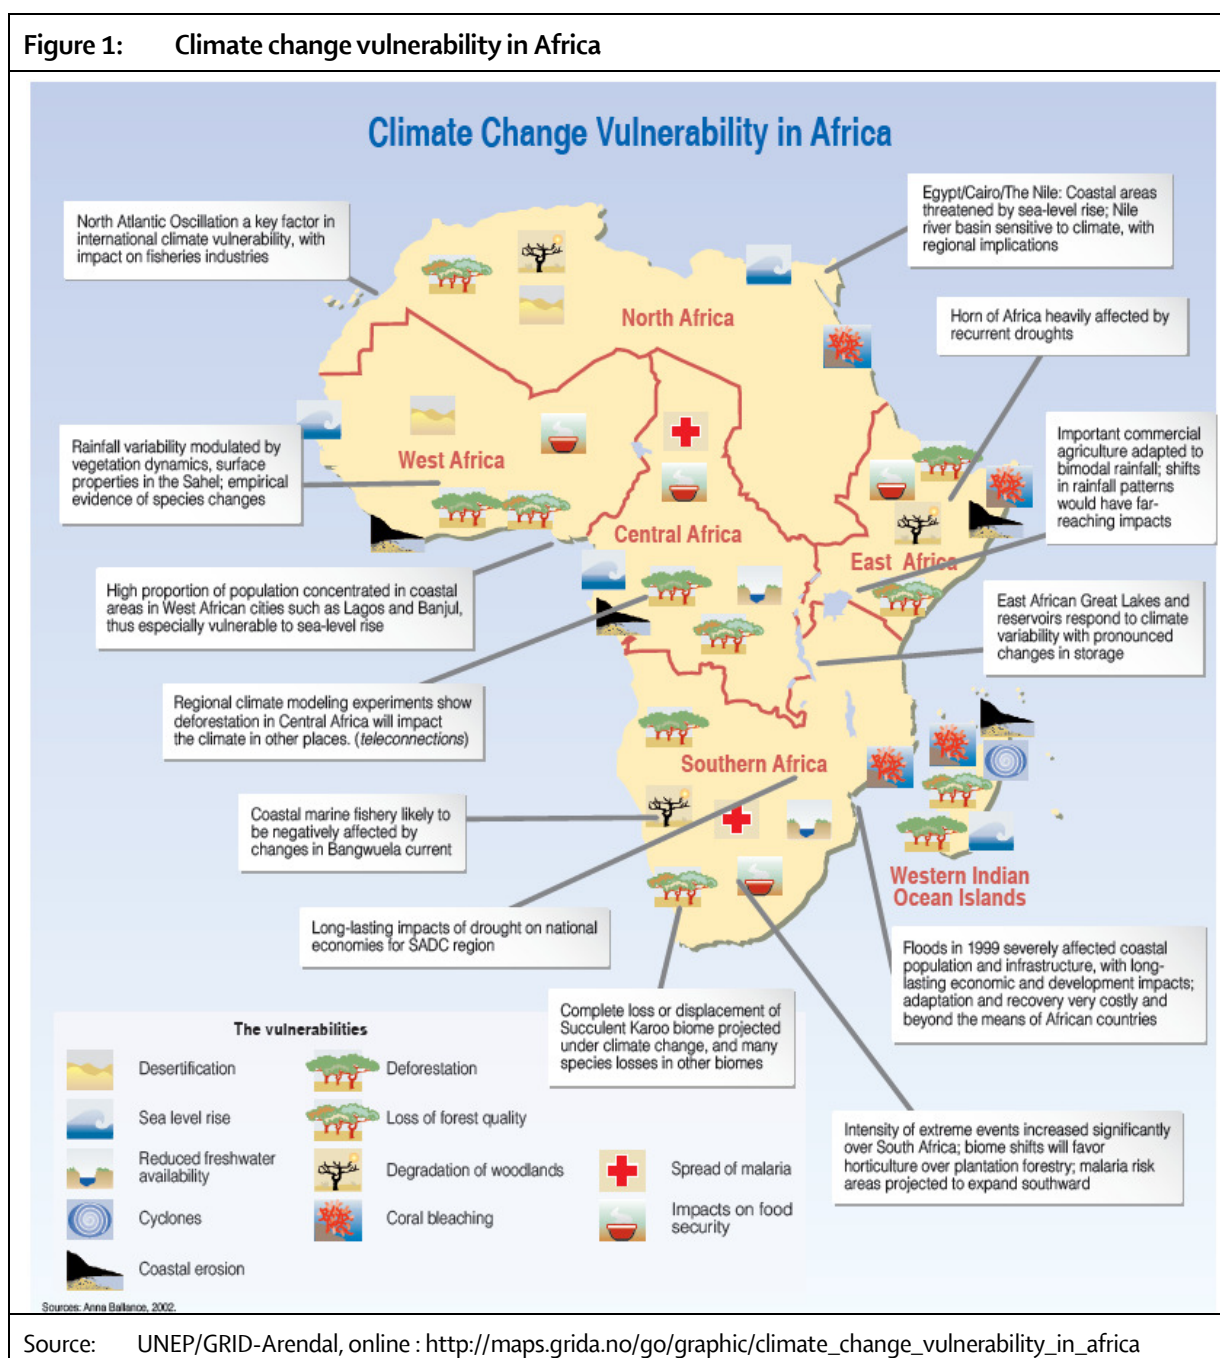 Figure 1: Climate change vulnerability in Africa
Climate Change Vulnerability in Africa
North Atlantic Oscillation a key factor in
international climate vulnerability, with
impact on fisheries industries
Egypt/Cairo/The Nile: Coastal areas
threatened by sea-level rise; Nile
river basin sensitive to climate, with
regional implications
North Africa
Horn of Africa heavily affected by
recurrent droughts
Rainfall variability modulated by
vegetation dynamics, surface
properties in the Sahel; empirical
evidence of species changes
West Africa
Important commercial
agriculture adapted to
bimodal rainfall; shifts
in rainfall patterns
would have far-
reaching impacts
Central Africa
East Africa
High proportion of population concentrated in coastal
areas in West African cities such as Lagos and Banjul,
thus especially vulnerable to sea-level rise
East African Great Lakes and
reservoirs respond to climate
variability with pronounced
changes in storage
Regional climate modeling experiments show
deforestation in Central Africa will impact
the climate in other places. (teleconnections)
Southern Africa
Coastal marine fishery likely to
be negatively affected by
changes in Bangwuela current
Western Indian
Ocean Islands
Long-lasting impacts of drought on national
economies for SADC region
Floods in 1999 severely affected coastal
population and infrastructure, with long-
lasting economic and development impacts;
adaptation and recovery very costly and
beyond the means of African countries
Complete loss or displacement of
Succulent Karoo biome projected
under climate change, and many
species losses in other biomes
Intensity of extreme events increased significantly
over South Africa; biome shifts will favor
horticulture over plantation forestry; malaria risk
areas projected to expand southward
The vulnerabilities
Desertification
Sea level rise
Reduced freshwater
availability
Cyclones
Coastal erosion
Deforestation
Loss of forest quality
Degradation of woodlands
Coral bleaching
Spread of malaria
Impacts on food
security
Sources: Anna Ballance, 2002.
Source: UNEP/GRID-Arendal, online : http://maps.grida.no/go/graphic/climate_change_vulnerability_in_africa